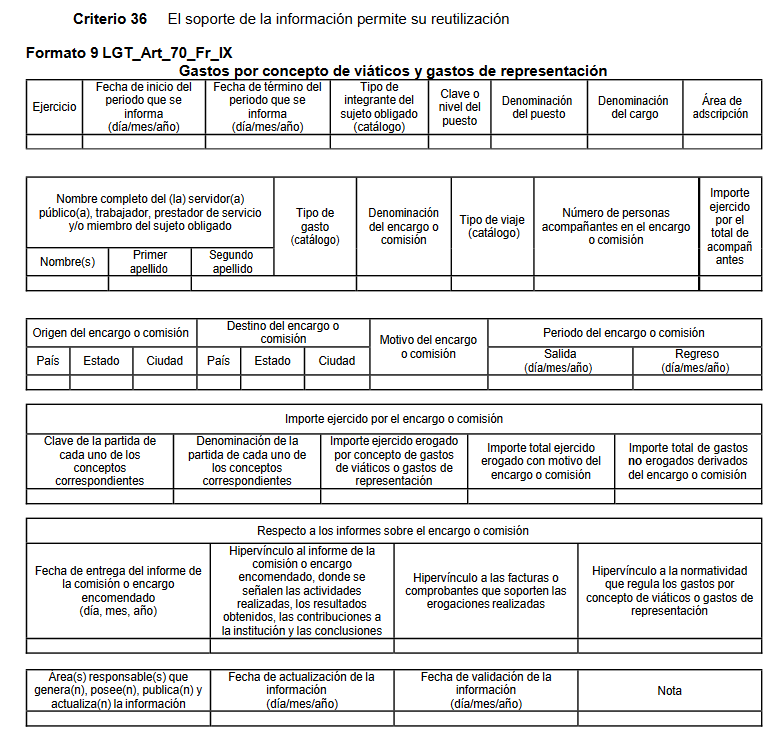 Criterio 36 El soporte de la información permite su reutilización
Formato 9 LGT_Art_70_Fr_IX
Gastos por concepto de viáticos y gastos de representación
Ejercicio
Fecha de inicio del
periodo que se
informa
(día/mes/año)
Fecha de término del
periodo que se
informa
(día/mes/año)
Tipo de
integrante del
sujeto obligado
(catálogo)
Clave o
nivel del
puesto
Denominación
del puesto
Denominación
del cargo
Área de
adscripción
Nombre completo del (la) servidor(a)
público(a), trabajador, prestador de servicio
y/o miembro del sujeto obligado
Nombre(s)
Primer
apellido
Segundo
apellido
Tipo de
gasto
(catálogo)
Denominación
del encargo o
comisión
Tipo de viaje
(catálogo)
Número de personas
acompañantes en el encargo
o comisión
Importe
ejercido
por el
total de
acompañ
antes
Origen del encargo o comisión
País
Estado
Ciudad
Destino del encargo o
comisión
País
Estado
Ciudad
Motivo del encargo
o comisión
Periodo del encargo o comisión
Salida
(día/mes/año)
Regreso
(día/mes/año)
Importe ejercido por el encargo o comisión
Clave de la partida de
cada uno de los
conceptos
correspondientes
Denominación de la
partida de cada uno de
los conceptos
correspondientes
Importe ejercido erogado
por concepto de gastos
de viáticos o gastos de
representación
Importe total ejercido
erogado con motivo del
encargo o comisión
Importe total de gastos
no erogados derivados
del encargo o comisión
Respecto a los informes sobre el encargo o comisión
Fecha de entrega del informe de
la comisión o encargo
encomendado
(día, mes, año)
Hipervínculo al informe de la
comisión o encargo
encomendado, donde se
señalen las actividades
realizadas, los resultados
obtenidos, las contribuciones a
la institución y las conclusiones
Hipervínculo a las facturas o
comprobantes que soporten las
erogaciones realizadas
Hipervínculo a la normatividad
que regula los gastos por
concepto de viáticos o gastos de
representación
Área(s) responsable(s) que
genera(n), posee(n), publica(n) y
actualiza(n) la información
Fecha de actualización de la
información
(día/mes/año)
Fecha de validación de la
información
(día/mes/año)
Nota